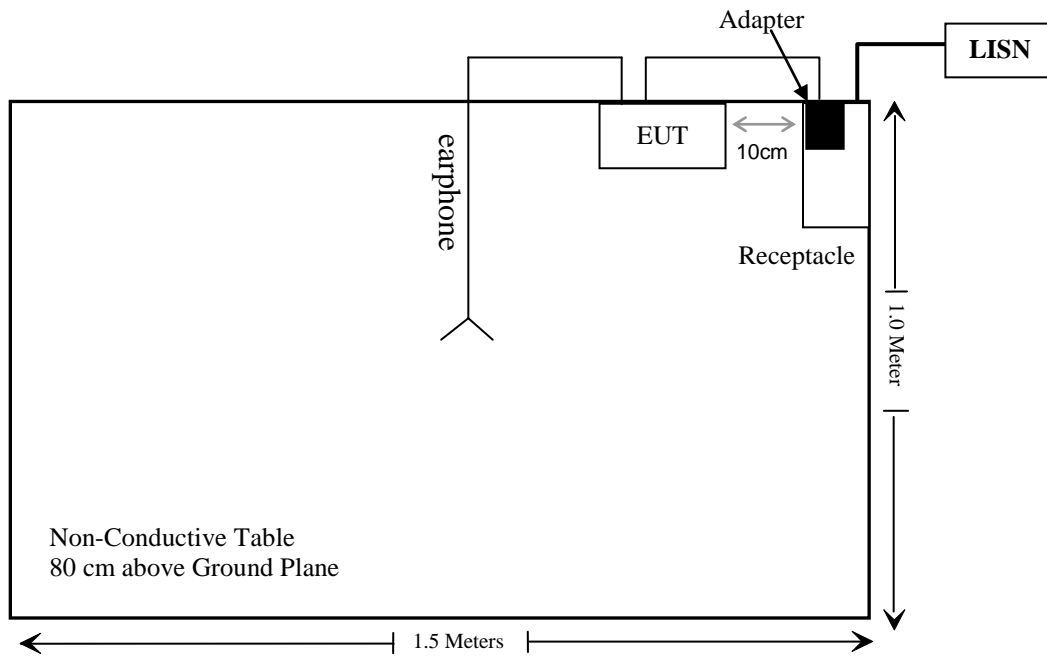 Adapter
LISN
EUT
10cm
earphone
Receptacle
1.0 Meter
Non-Conductive Table
80 cm above Ground Plane
1.5 Meters